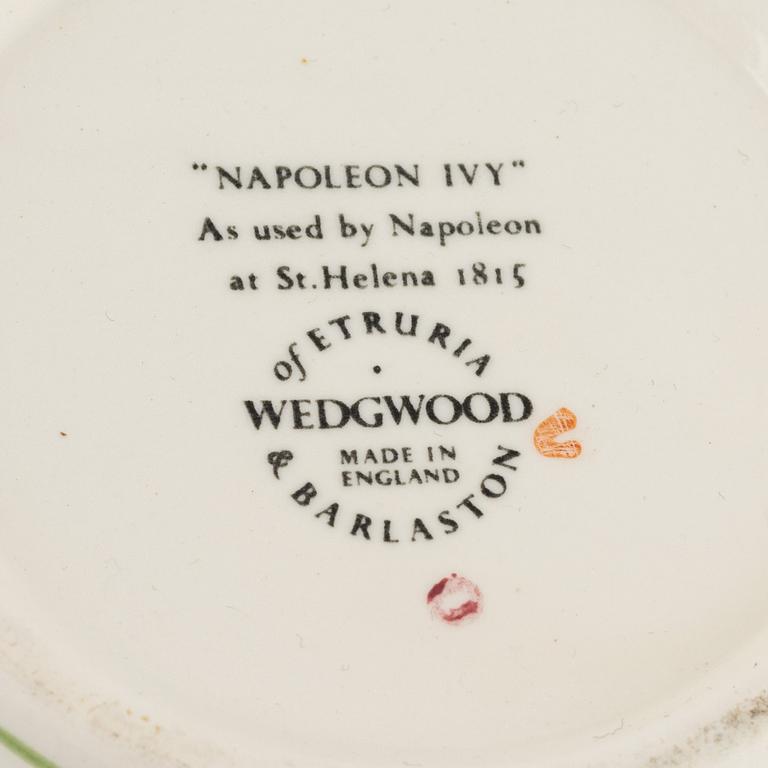 "NAPOLEON IVY"
As used by Napoleon
at St.Helena 1815
of ETRURIA
WEDGWOOD
MADE IN
ENGLAND
& BARLASTON